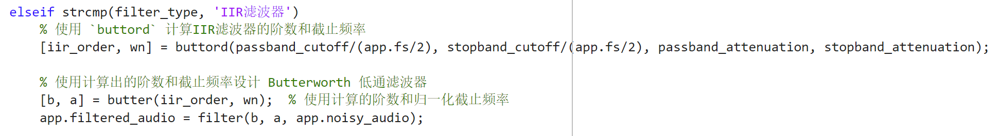 elseif strcmp(filter_type, 'IIR滤波器')
% 使用 `buttord` 计算IIR滤波器的阶数和截止频率
[iir_order, wn] = buttord(passband_cutoff/(app.fs/2), stopband_cutoff/(app.fs/2), passband_attenuation, stopband_attenuation);
% 使用计算出的阶数和截止频率设计 Butterworth 低通滤波器
[b, a] = butter(iir_order, wn);  % 使用计算的阶数和归一化截止频率
app.filtered_audio = filter(b, a, app.noisy_audio);